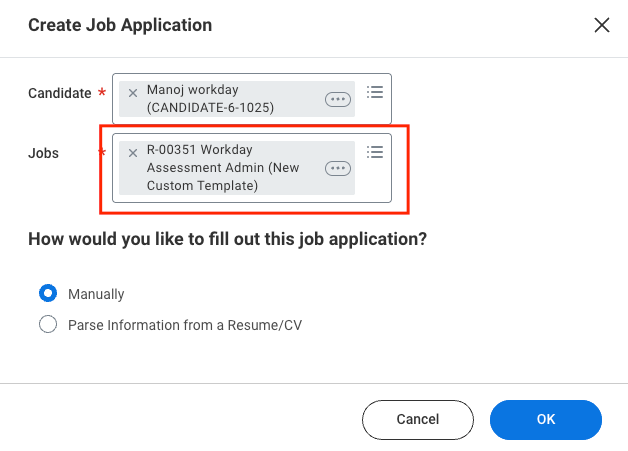 Create Job Application
Candidate *
Manoj workday
(CANDIDATE-6-1025)
Jobs *
R-00351 Workday
Assessment Admin (New
Custom Template)
How would you like to fill out this job application?
Manually
Parse Information from a Resume/CV
Cancel
OK